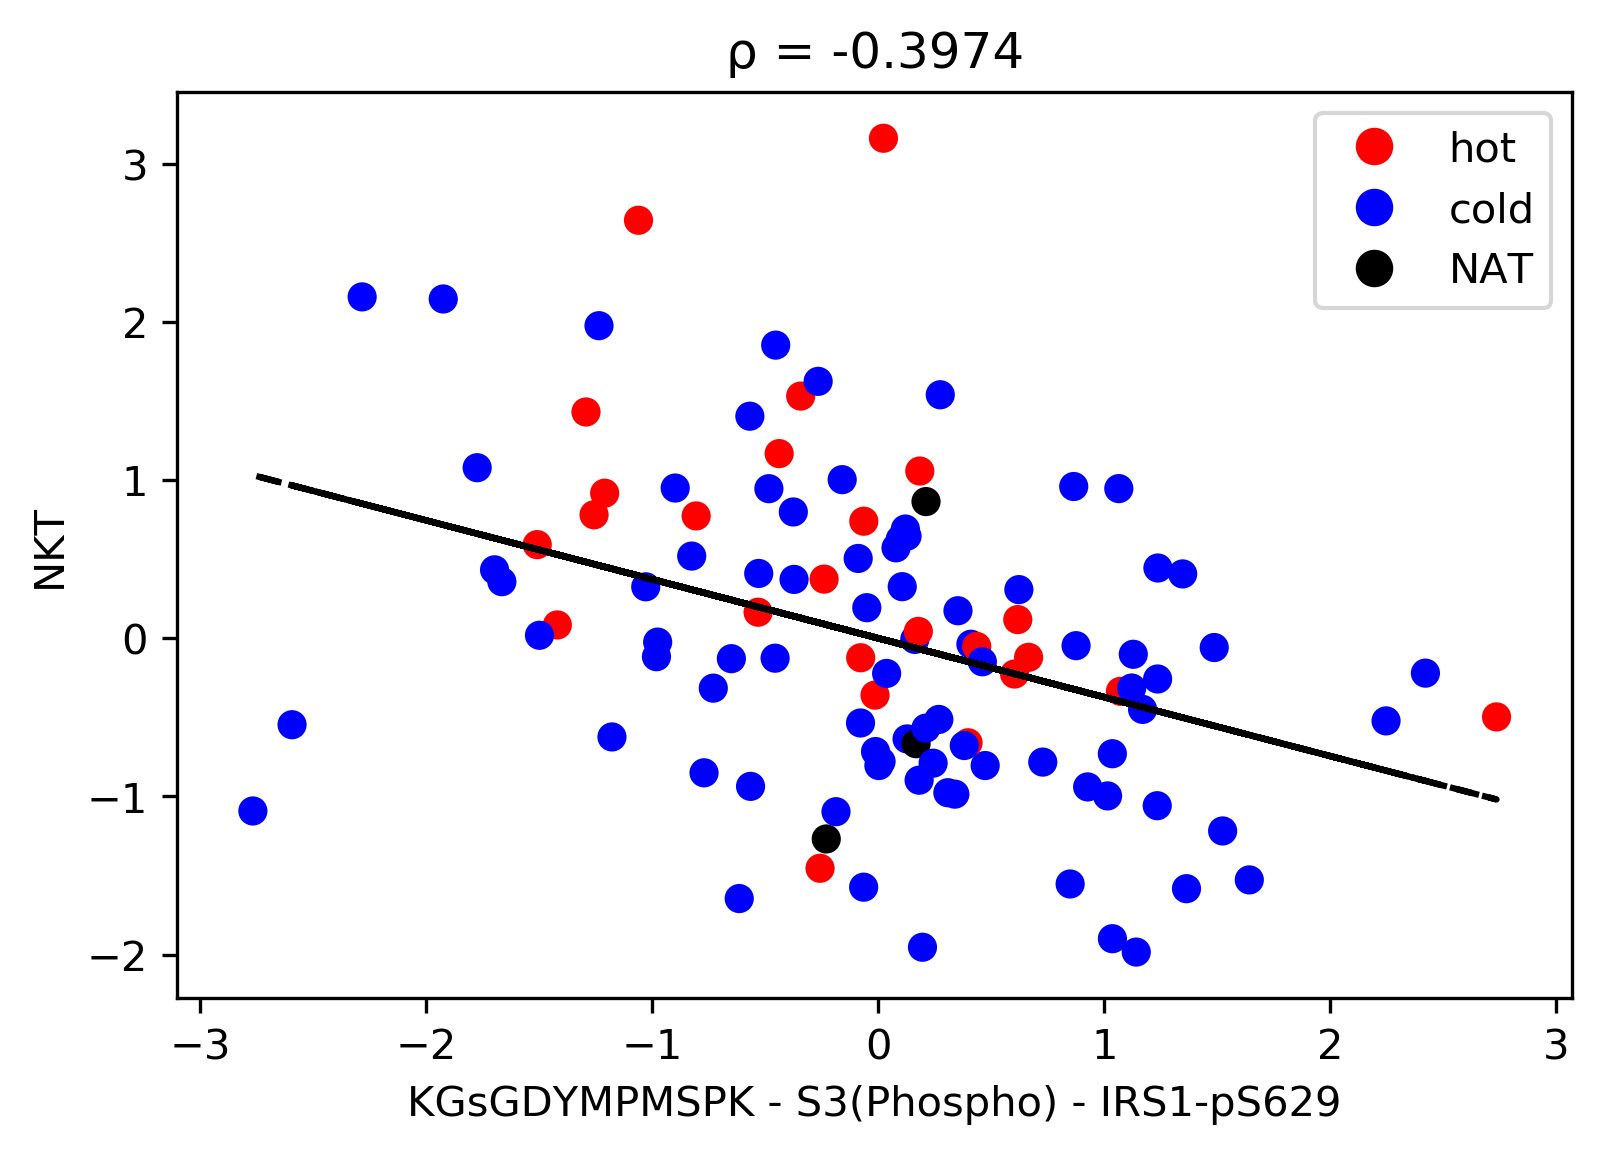 ρ = -0.3974
hot
cold
NAT
3
2
1
0
−1
−2
NKT
−3
−2
−1
0
1
2
3
KGsGDYMPMSPK - S3(Phospho) - IRS1-pS629